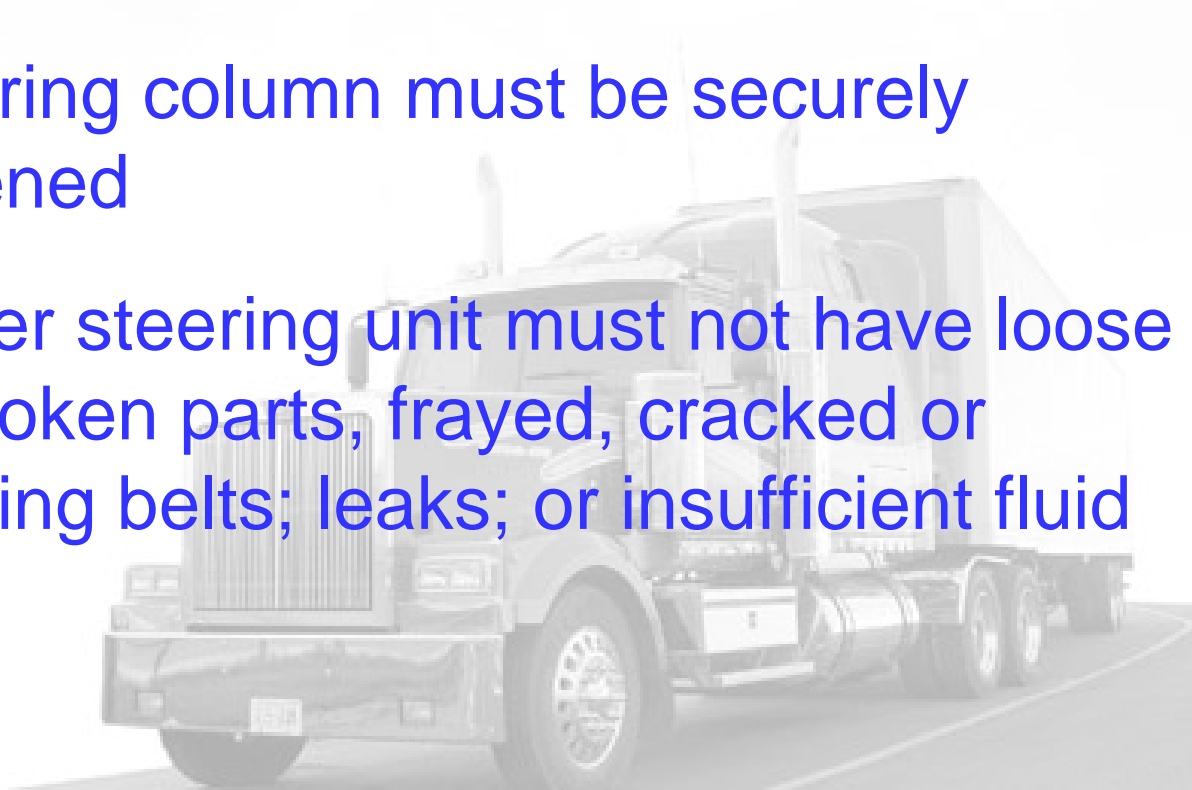 ring column must be securely
ened
er steering unit must not have loose
oken parts, frayed, cracked or
ing belts; leaks; or insufficient fluid